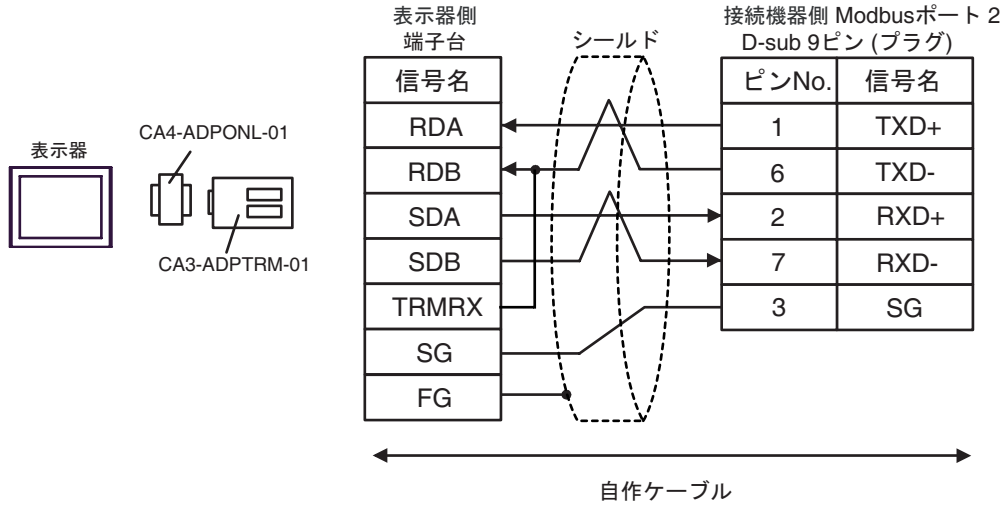 表示器
CA4-ADPONL-01
CA3-ADPTRM-01
表示器側
端子台
信号名
RDA
RDB
SDA
SDB
TRMRX
SG
FG
シールド
接続機器側 Modbusポート 2
D-sub 9ピン (プラグ)
ピンNo. 信号名
1 TXD+
6 TXD-
2 RXD+
7 RXD-
3 SG
自作ケーブル